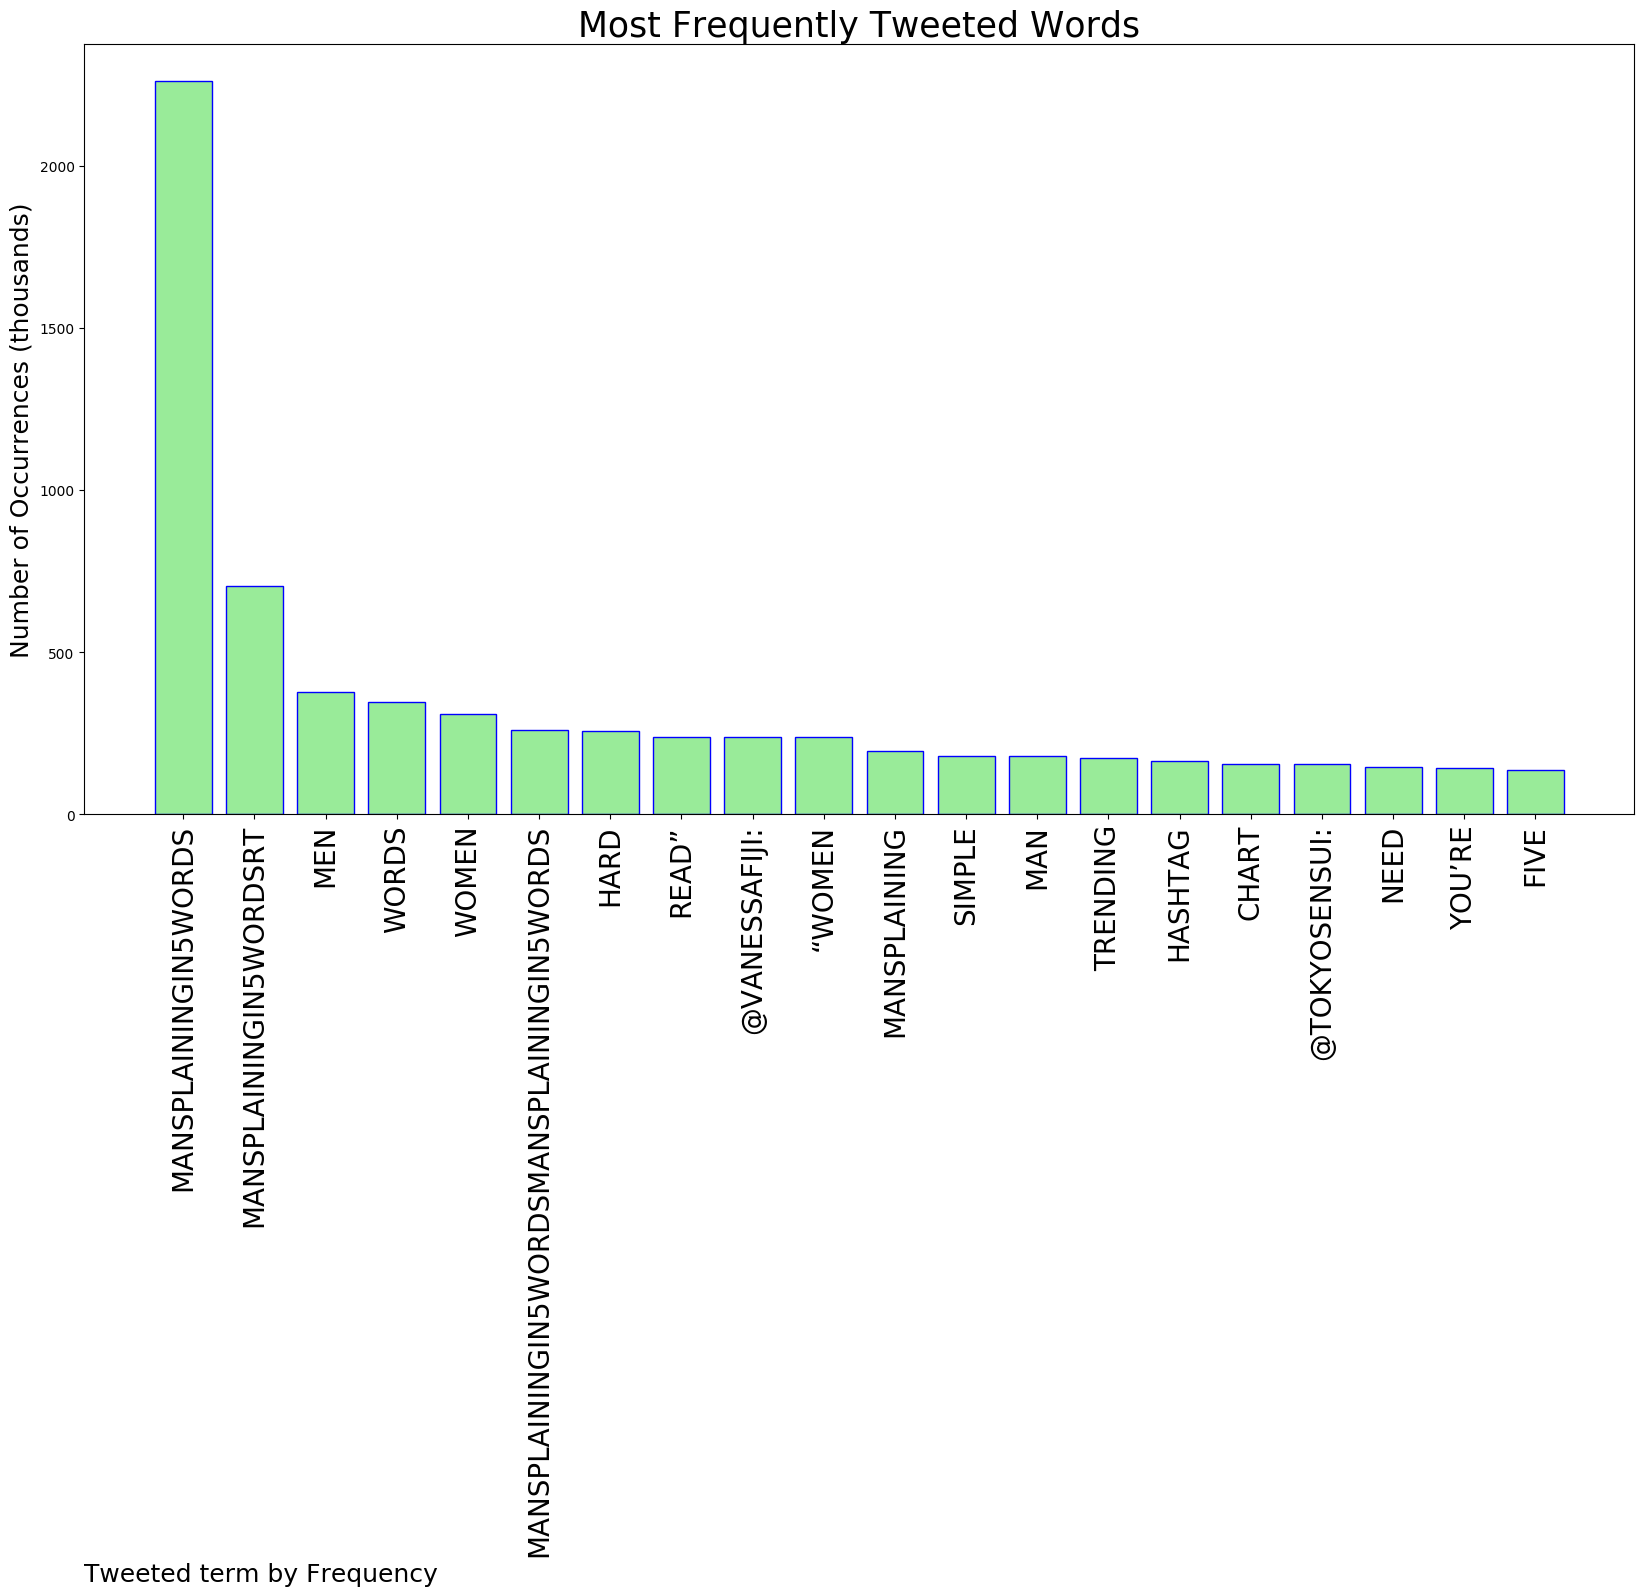 Most Frequently Tweeted Words
Number of Occurrences (thousands)
2000
1500
1000
500
0
MANSPLAININGIN5WORDS
MANSPLAININGIN5WORDSRT
MEN
WORDS
WOMEN
MANSPLAININGIN5WORDSMANSPLAININGIN5WORDS
HARD
READ”
@VANESSAFIJI:
“WOMEN
MANSPLAINING
SIMPLE
MAN
TRENDING
HASHTAG
CHART
@TOKYOSENSUI:
NEED
YOU’RE
FIVE
Tweeted term by Frequency